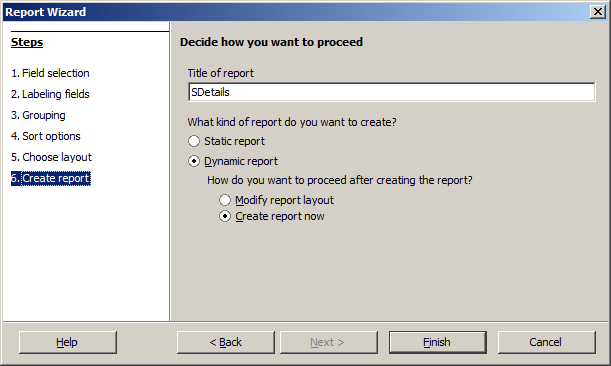 Report Wizard
Steps
1. Field selection
2. Labeling fields
3. Grouping
4. Sort options
5. Choose layout
6. Create report
Decide how you want to proceed
Title of report
SDetails
What kind of report do you want to create?
Static report
Dynamic report
How do you want to proceed after creating the report?
Modify report layout
Create report now
Help
< Back
Next >
Finish
Cancel